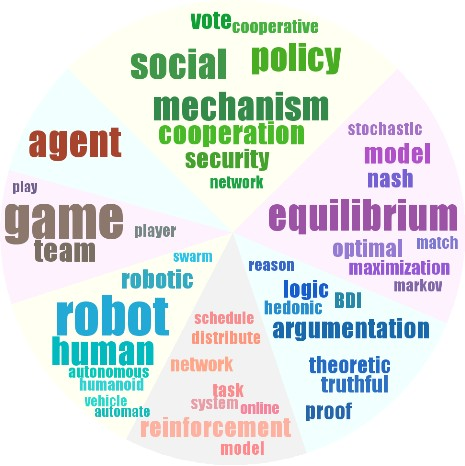 vote cooperative
social policy
mechanism
cooperation
security
network
agent
play
game
player
team
stochastic
model
nash
equilibrium
optimal match
maximization
markov
swarm
robotic
robot
human
autonomous
humanoid
vehicle
automate
schedule
distribute
network
task
system online
reinforcement
model
reason
logic BDI
hedonic
argumentation
theoretic
truthful
proof